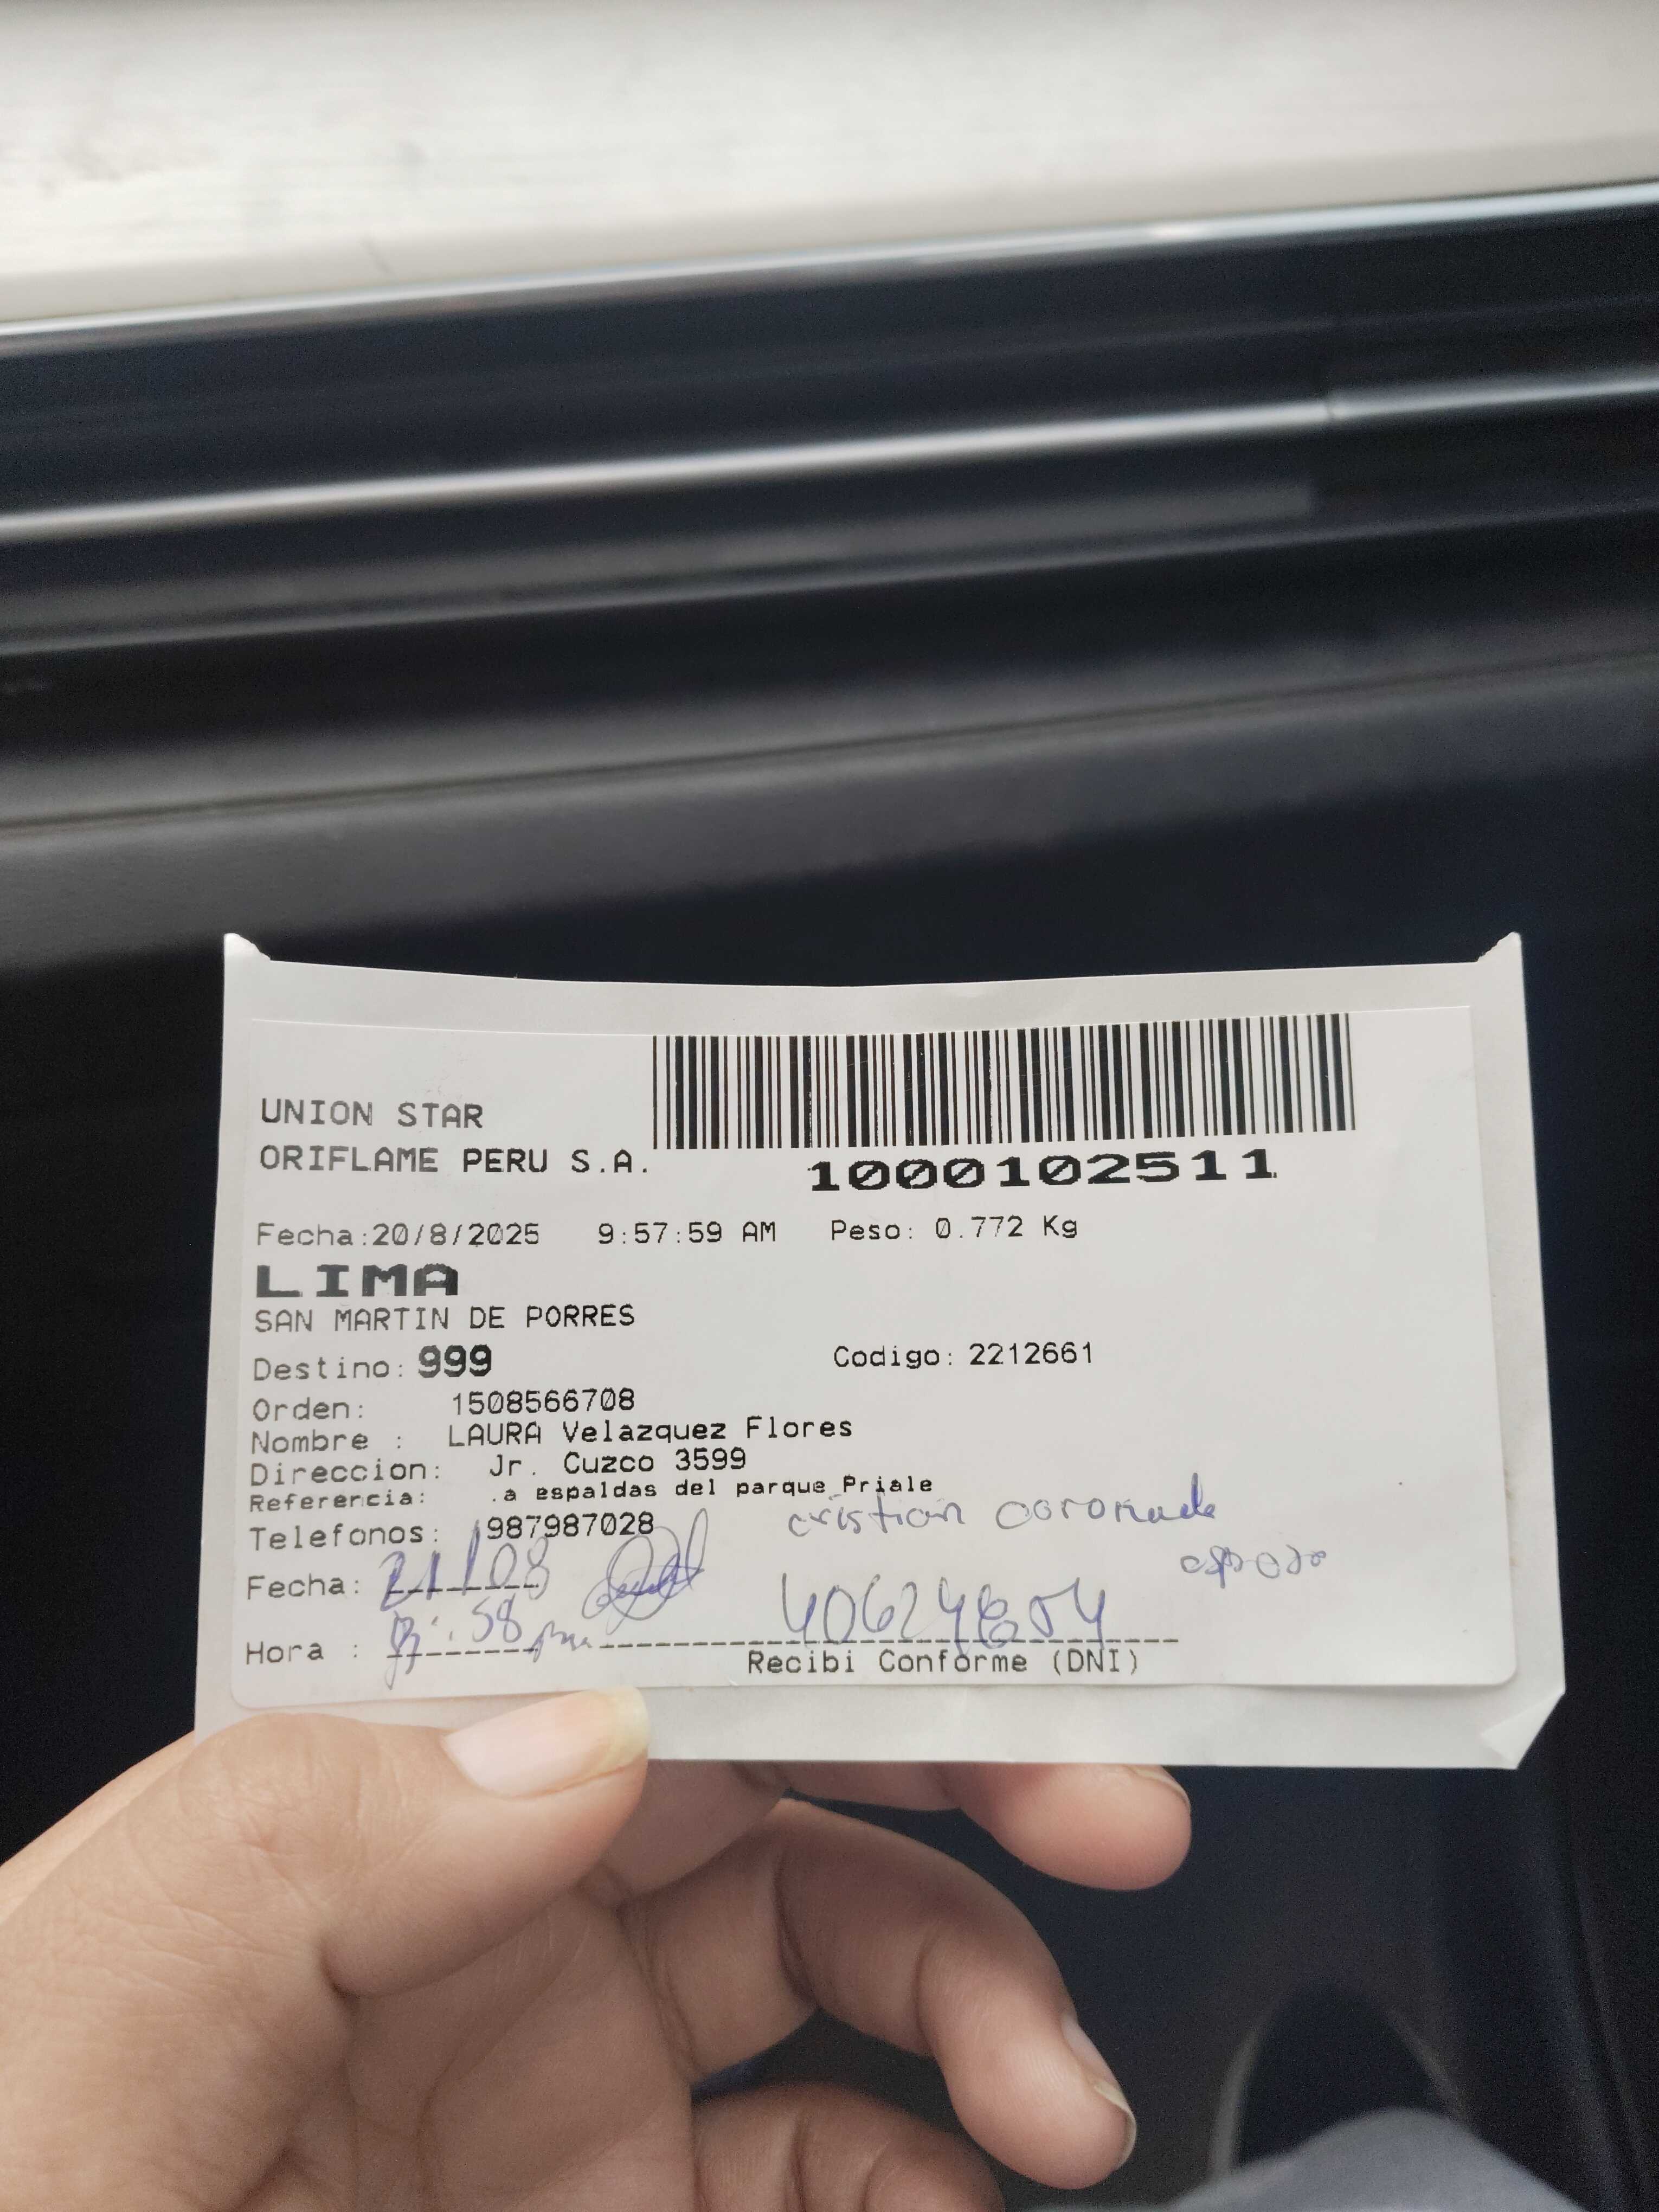 UNION STAR
ORIFLAME PERU S.A.
1000102511
Fecha:20/8/2025 9:57:59 AM Peso: 0.772 Kg
LIMA
SAN MARTIN DE PORRES
Destino: 999 Codigo: 2212661
Orden: 1508566708
Nombre : LAURA Velazquez Flores
Direccion: Jr. Cuzco 3599
Referencia: .a espaldas del parque Priale
Telefonos: 987987028 cristian coronado
esposo
Fecha: 21/08
Hora : :58 pm
Recibi Conforme (DNI)